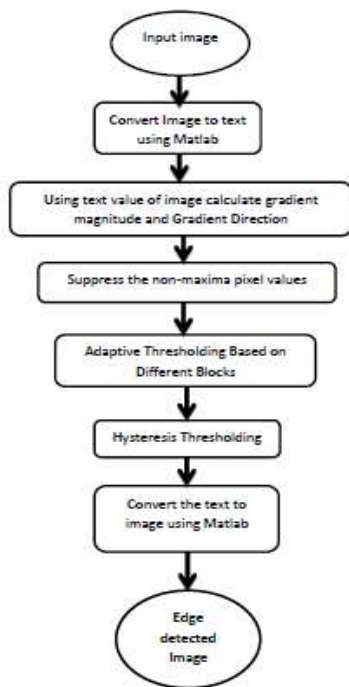 Input image
Convert Image to text
using Matlab
Using text value of image calculate gradient
magnitude and Gradient Direction
Suppress the non-maxima pixel values
Adaptive Thresholding Based on
Different Blocks
Hysteresis Thresholding
Convert the text to
image using Matlab
Edge
detected
Image